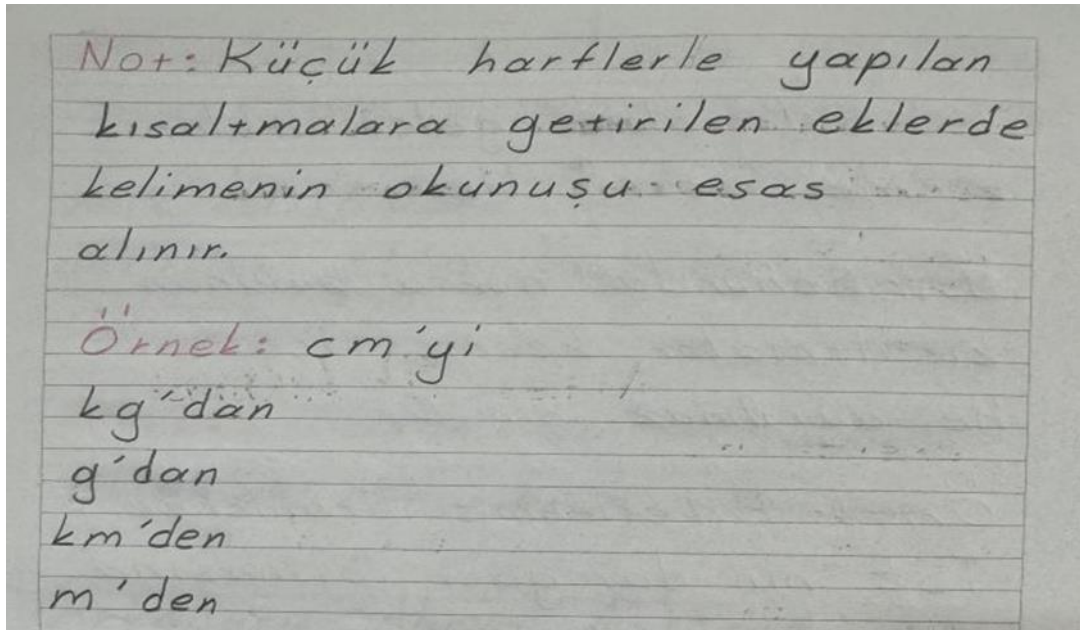 Not: Küçük harflerle yapılan
kısaltmalara getirilen eklerde
kelimenin okunuşu esas
alınır.
Örnek: cm'yi
kg'dan
g'dan
km'den
m'den